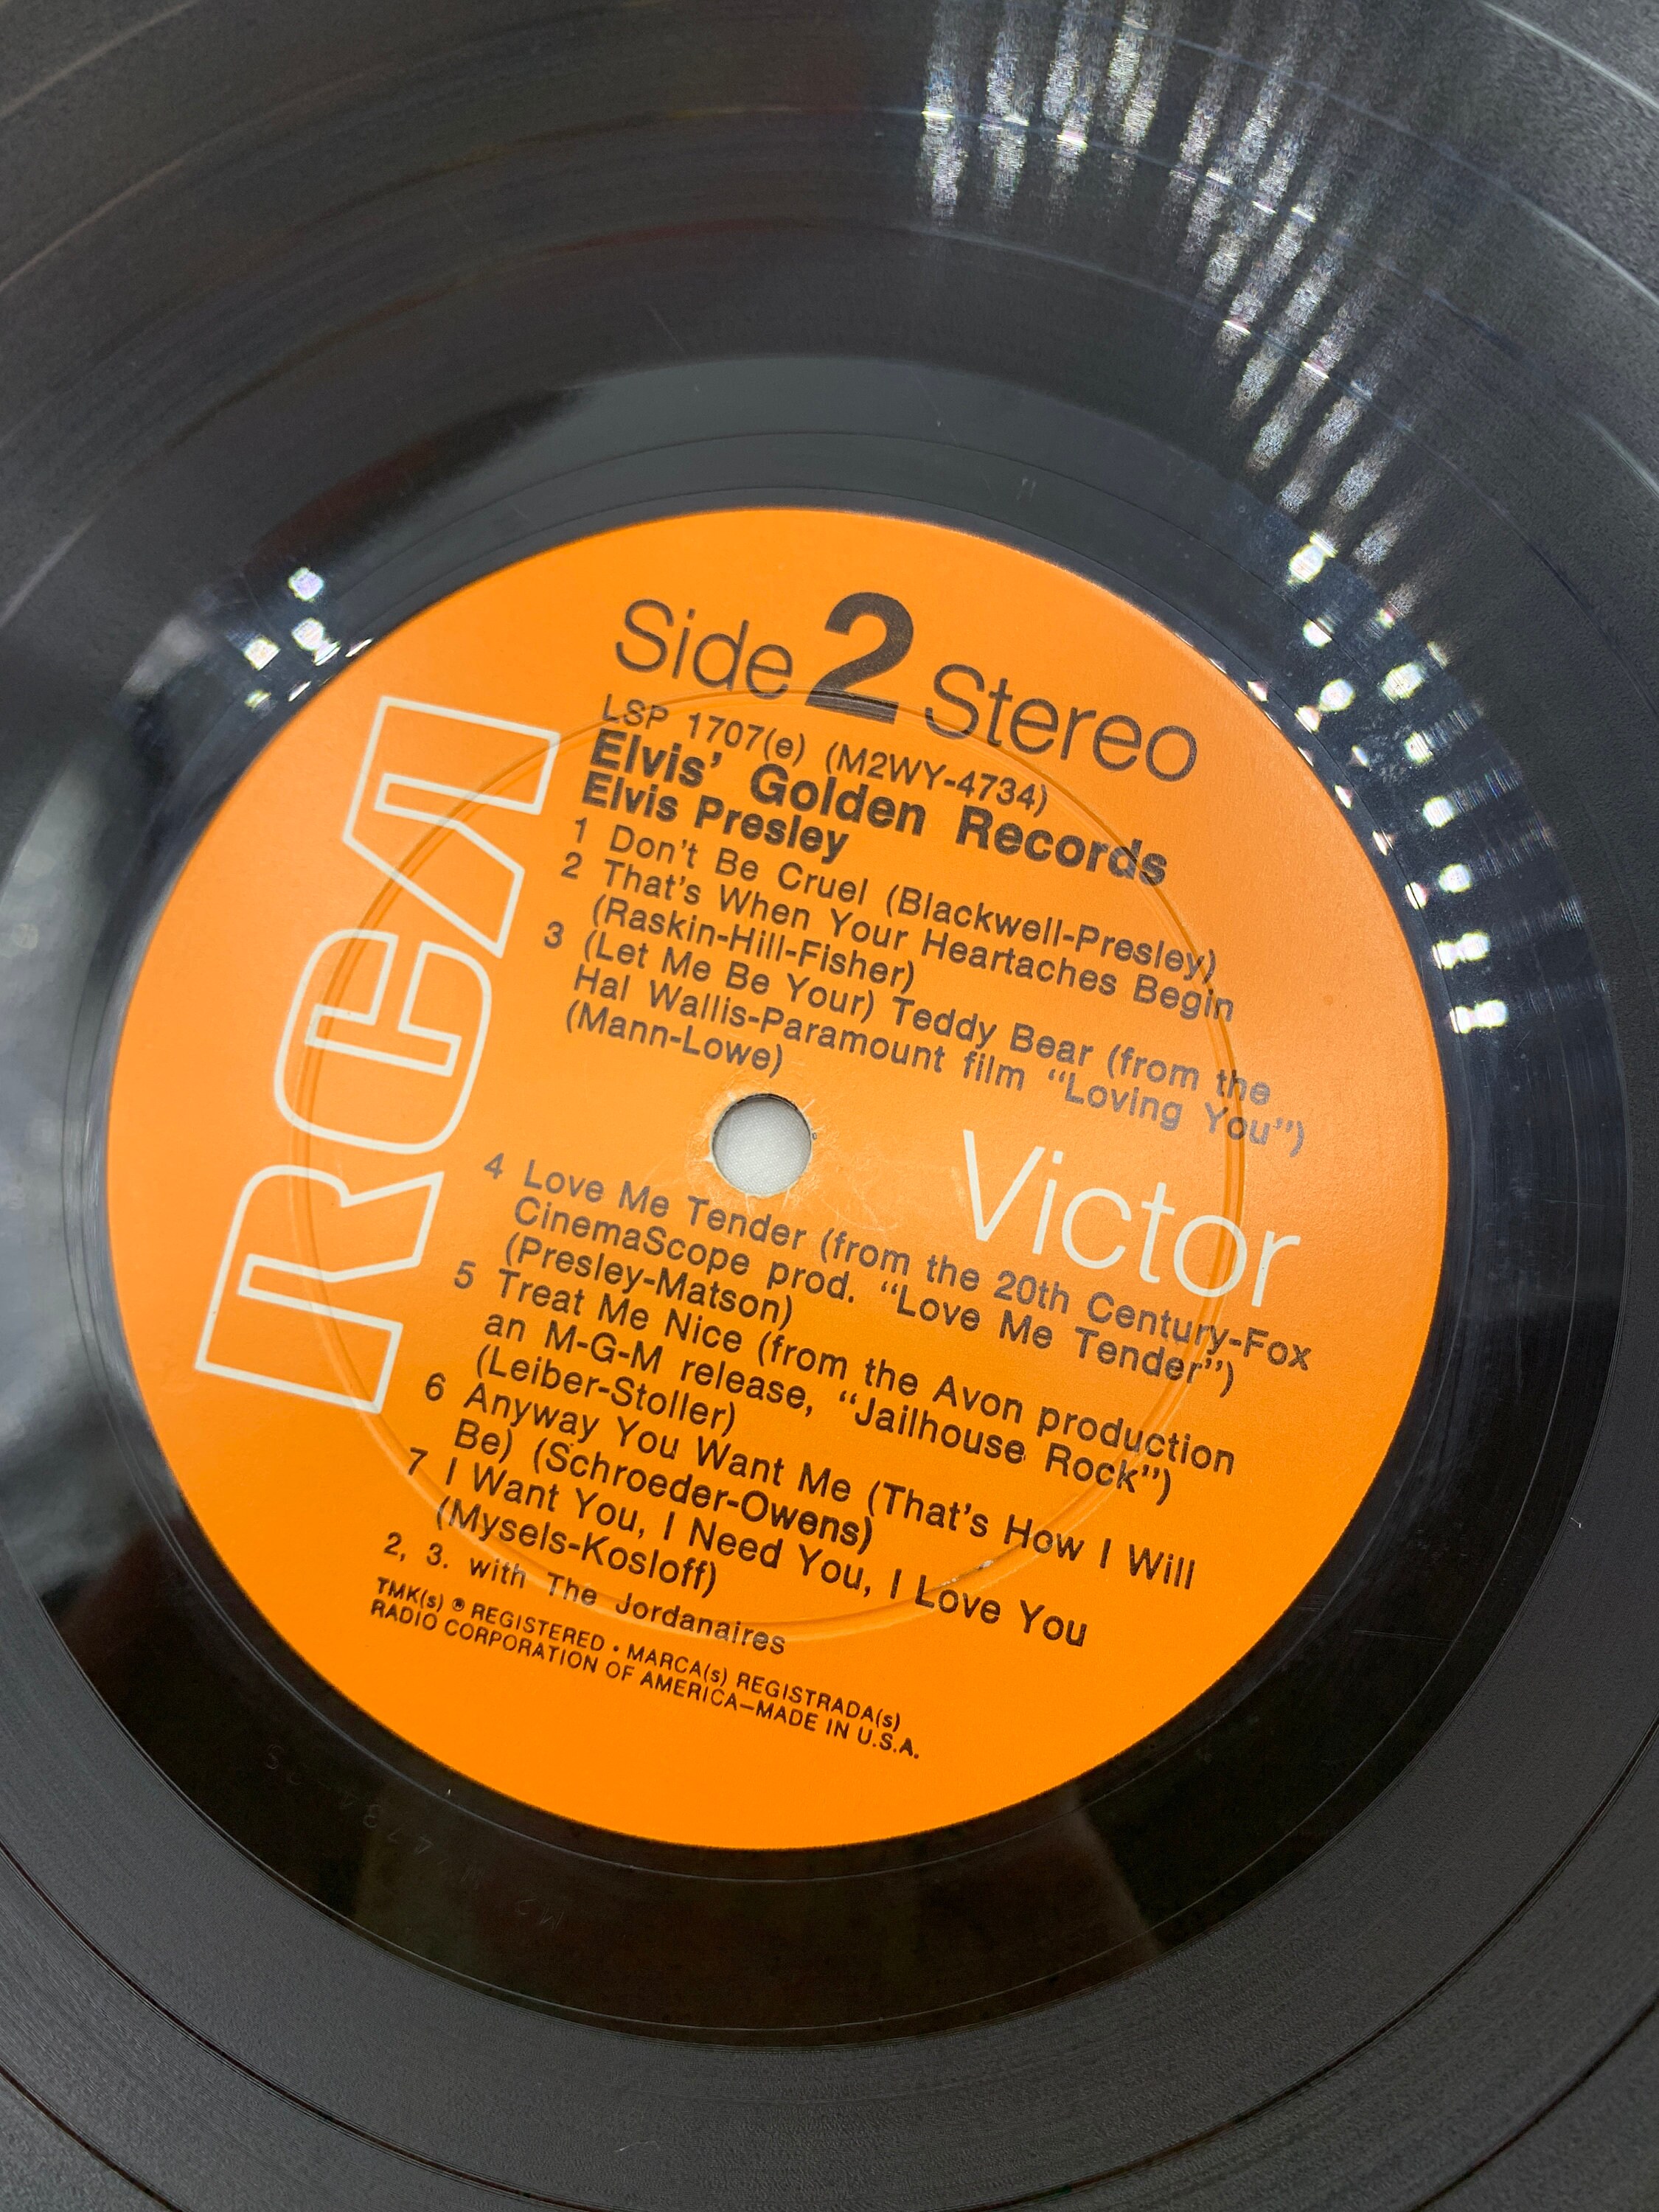 Side 2 Stereo
LSP 1707(e) (M2WY-4734)
Elvis' Golden Records
Elvis Presley
1 Don't Be Cruel (Blackwell-Presley)
2 That's When Your Heartaches Begin
(Raskin-Hill-Fisher)
3 (Let Me Be Your) Teddy Bear (from the
Hal Wallis-Paramount film "Loving You")
(Mann-Lowe)
RCA
Victor
4 Love Me Tender (from the 20th Century-Fox
CinemaScope prod. "Love Me Tender")
(Presley-Matson)
5 Treat Me Nice (from the Avon production
an M-G-M release, "Jailhouse Rock")
(Leiber-Stoller)
6 Anyway You Want Me (That's How I Will
Be) (Schroeder-Owens)
7 I Want You, I Need You, I Love You
(Mysels-Kosloff)
2, 3. with The Jordanaires
TMK(s) ® REGISTERED • MARCA(s) REGISTRADA(s)
RADIO CORPORATION OF AMERICA—MADE IN U.S.A.